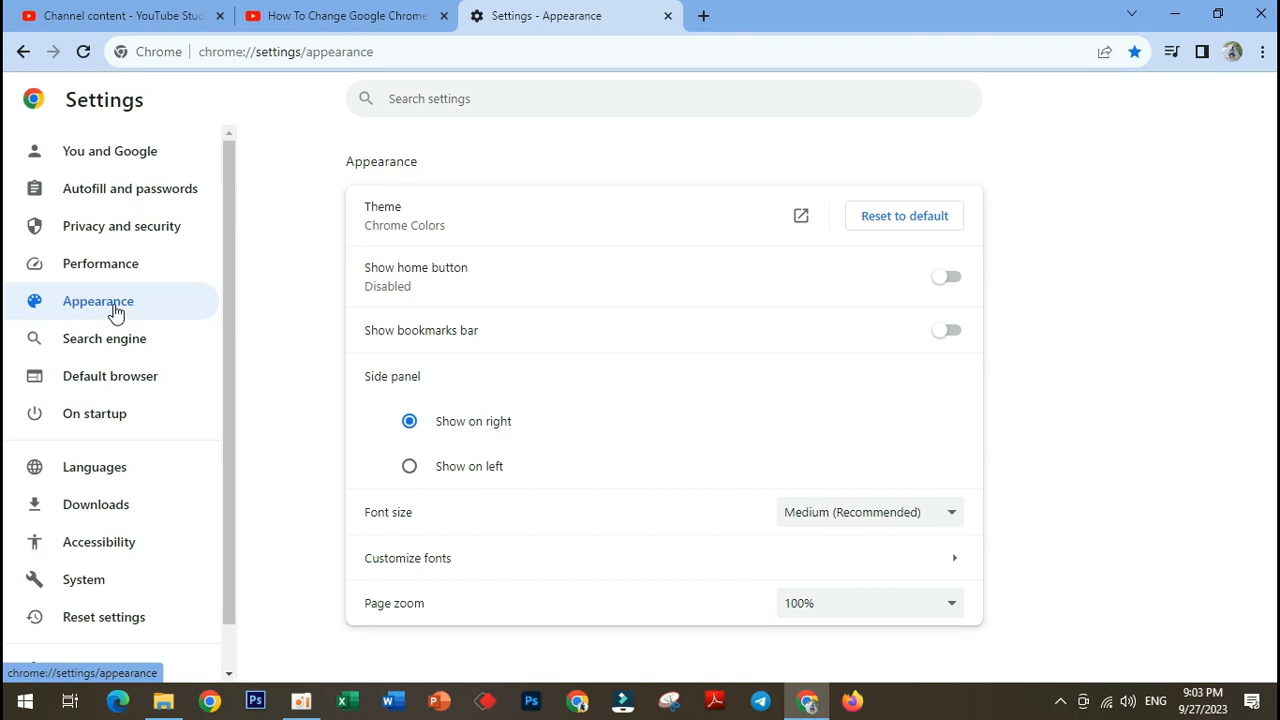 Channel content - YouTube Stud
How To Change Google Chrome
Settings - Appearance
Chrome
chrome://settings/appearance
Settings
Search settings
You and Google
Autofill and passwords
Privacy and security
Performance
Appearance
Search engine
Default browser
On startup
Languages
Downloads
Accessibility
System
Reset settings
Appearance
Theme
Chrome Colors
Reset to default
Show home button
Disabled
Show bookmarks bar
Side panel
Show on right
Show on left
Font size
Medium (Recommended)
Customize fonts
Page zoom
100%
chrome://settings/appearance
Ps
Ps
ENG
9:03 PM
9/27/2023